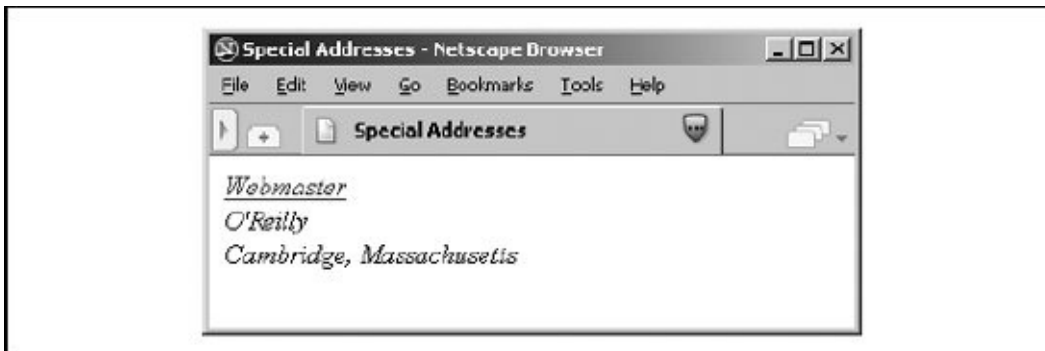 Special Addresses - Netscape Browser
File Edit View Go Bookmarks Tools Help
Special Addresses
Webmaster
O'Reilly
Cambridge, Massachusetts